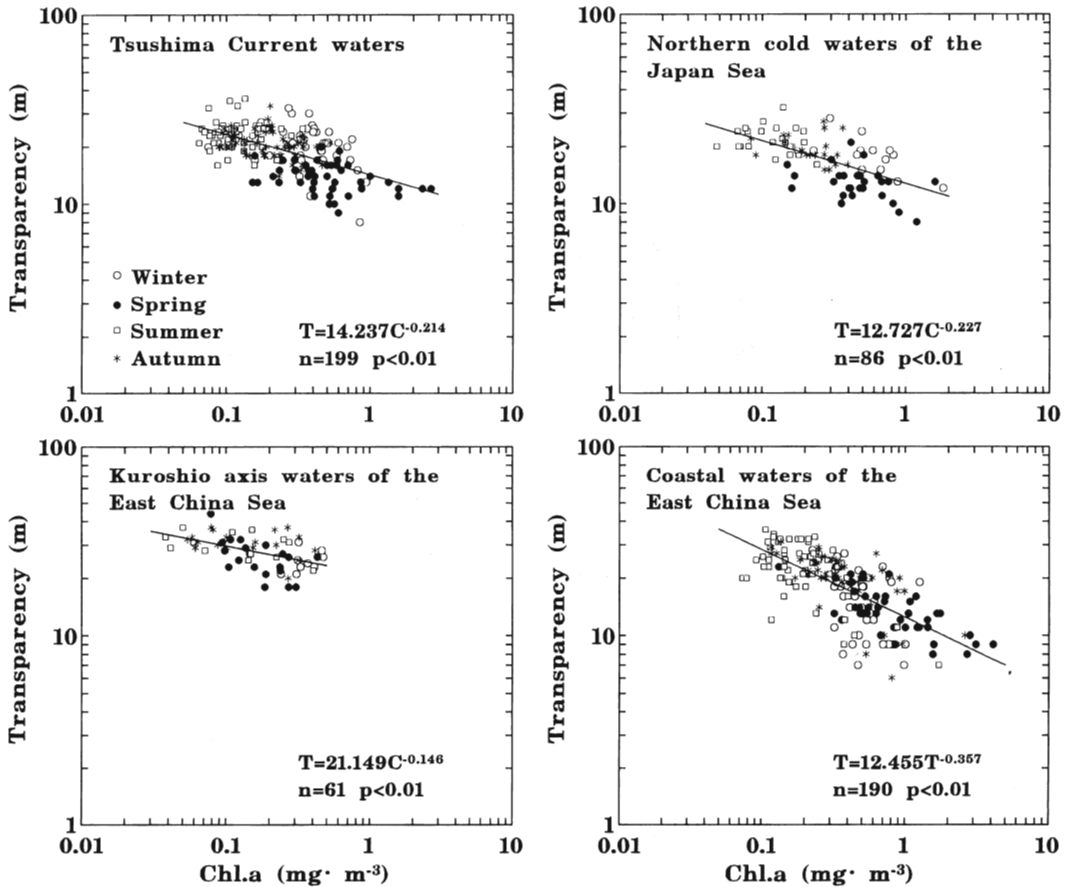 100
10
1
Transparency (m)
Tsushima Current waters
○ Winter
● Spring
□ Summer
* Autumn
T=14.237C-0.214
n=199 p<0.01
0.01 0.1 1 10
100
10
1
Transparency (m)
Northern cold waters of the
Japan Sea
T=12.727C-0.227
n=86 p<0.01
0.01 0.1 1 10
100
10
1
Transparency (m)
Kuroshio axis waters of the
East China Sea
T=21.149C-0.146
n=61 p<0.01
0.01 0.1 1 10
Chl.a (mg· m-3)
100
10
1
Transparency (m)
Coastal waters of the
East China Sea
T=12.455T-0.357
n=190 p<0.01
0.01 0.1 1 10
Chl.a (mg· m-3)